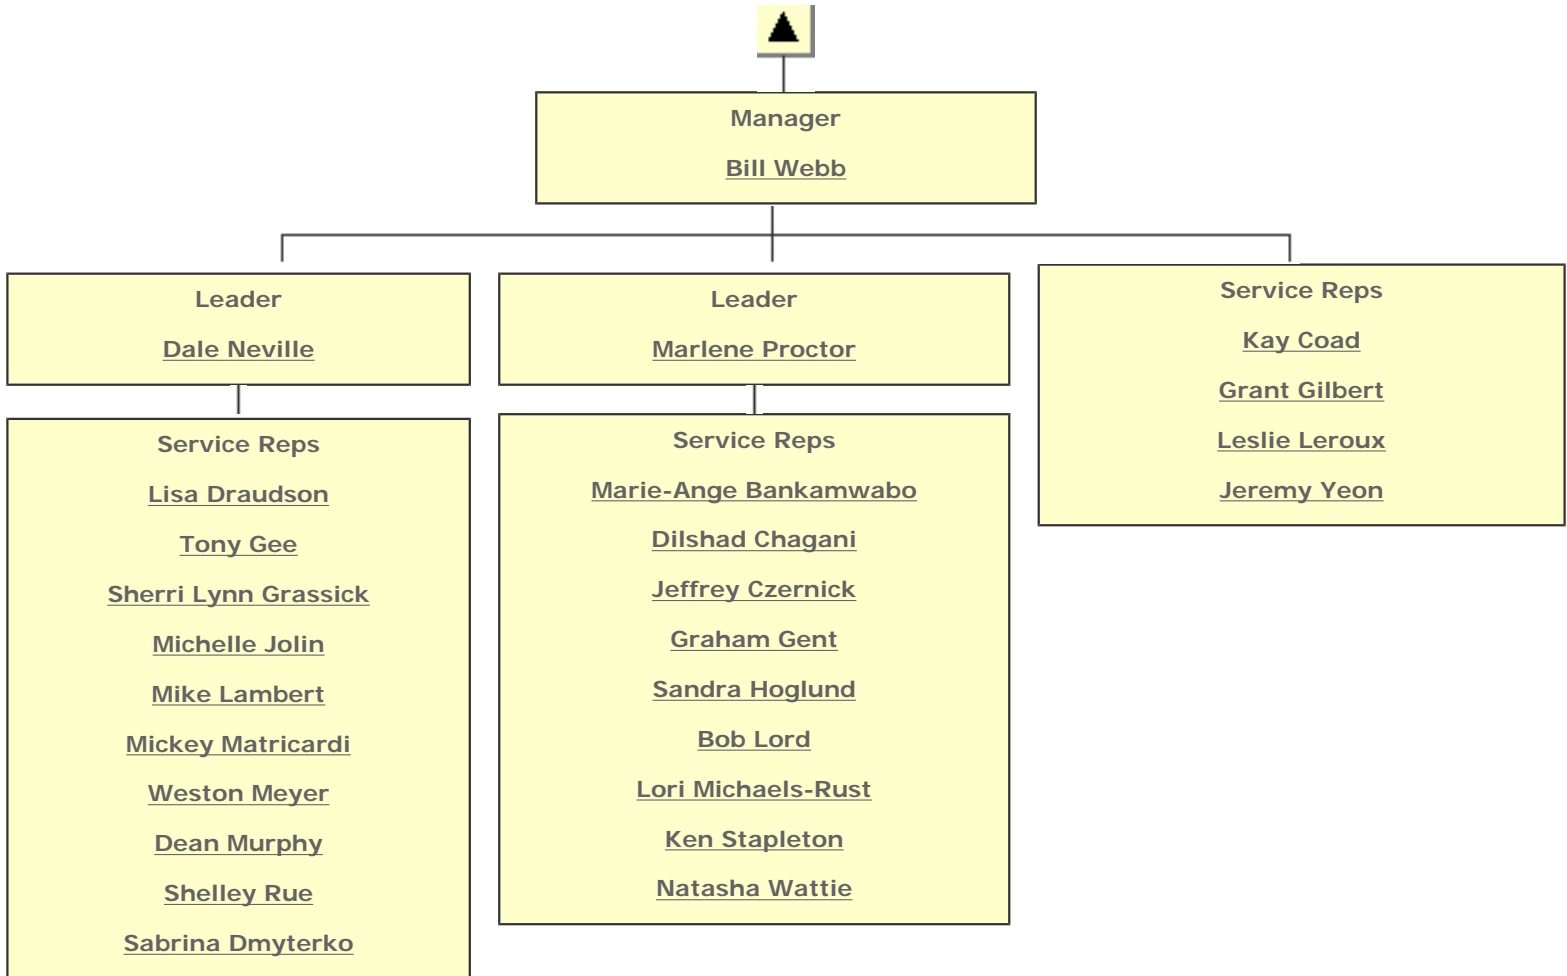 Manager
Bill Webb
Leader
Dale Neville
Service Reps
Lisa Draudson
Tony Gee
Sherri Lynn Grassick
Michelle Jolin
Mike Lambert
Mickey Matricardi
Weston Meyer
Dean Murphy
Shelley Rue
Sabrina Dmyterko
Leader
Marlene Proctor
Service Reps
Marie-Ange Bankamwabo
Dilshad Chagani
Jeffrey Czernick
Graham Gent
Sandra Hoglund
Bob Lord
Lori Michaels-Rust
Ken Stapleton
Natasha Wattie
Service Reps
Kay Coad
Grant Gilbert
Leslie Leroux
Jeremy Yeon